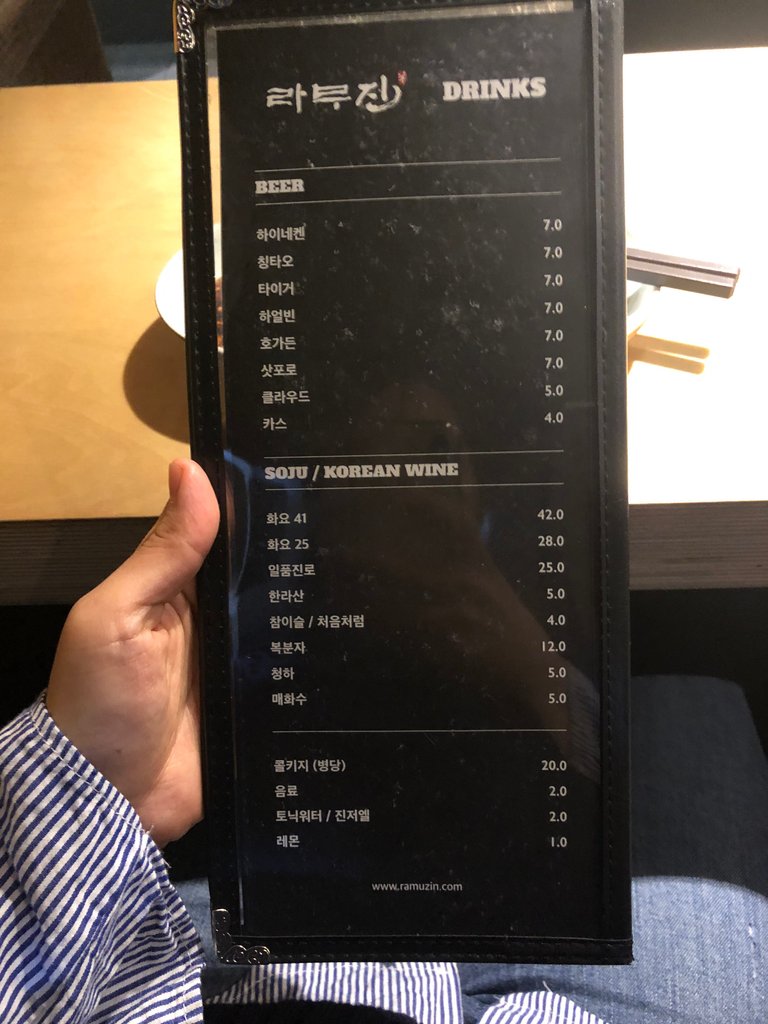 라무진 DRINKS
BEER
하이네켄 7.0
칭타오 7.0
타이거 7.0
하얼빈 7.0
호가든 7.0
삿포로 7.0
클라우드 5.0
카스 4.0
SOJU / KOREAN WINE
화요 41 42.0
화요 25 28.0
일품진로 25.0
한라산 5.0
참이슬 / 처음처럼 4.0
복분자 12.0
청하 5.0
매화수 5.0
콜키지 (병당) 20.0
음료 2.0
토닉워터 / 진저엘 2.0
레몬 1.0
www.ramuzin.com